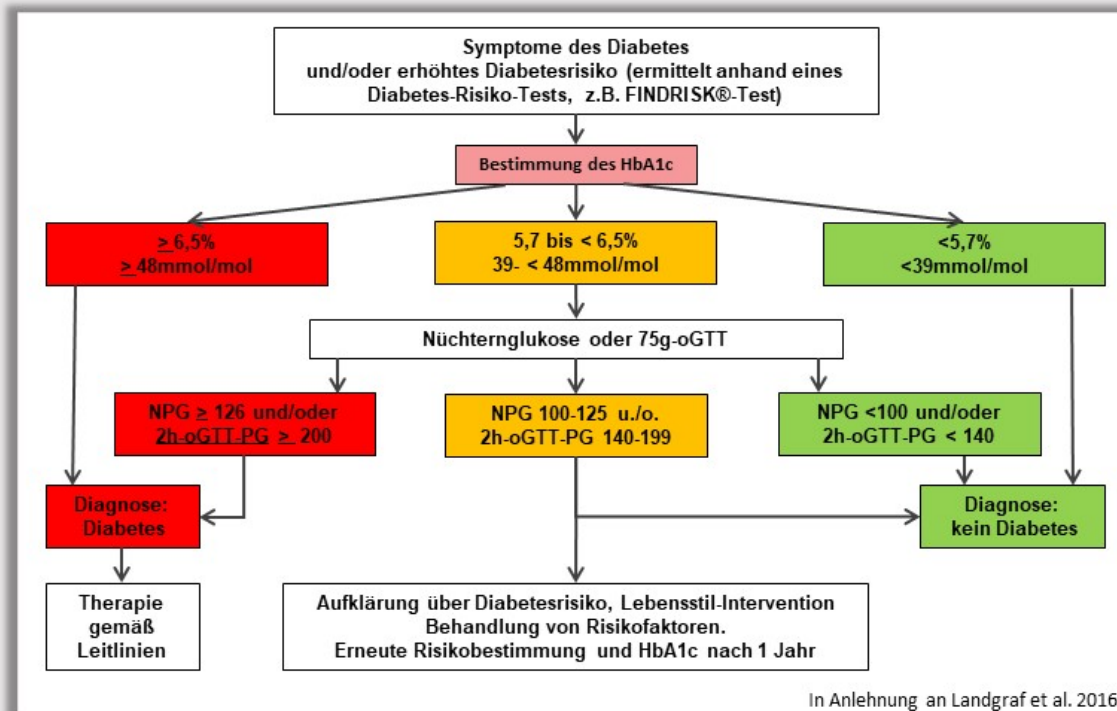 Symptome des Diabetes
und/oder erhöhtes Diabetesrisiko (ermittelt anhand eines
Diabetes-Risiko-Tests, z.B. FINDRISK®-Test)
Bestimmung des HbA1c
≥ 6,5%
≥ 48mmol/mol
5,7 bis < 6,5%
39- < 48mmol/mol
<5,7%
<39mmol/mol
Nüchternglukose oder 75g-oGTT
NPG ≥ 126 und/oder
2h-oGTT-PG ≥ 200
NPG 100-125 u./o.
2h-oGTT-PG 140-199
NPG <100 und/oder
2h-oGTT-PG < 140
Diagnose:
Diabetes
Diagnose:
kein Diabetes
Therapie
gemäß
Leitlinien
Aufklärung über Diabetesrisiko, Lebensstil-Intervention
Behandlung von Risikofaktoren.
Erneute Risikobestimmung und HbA1c nach 1 Jahr
In Anlehnung an Landgraf et al. 2016